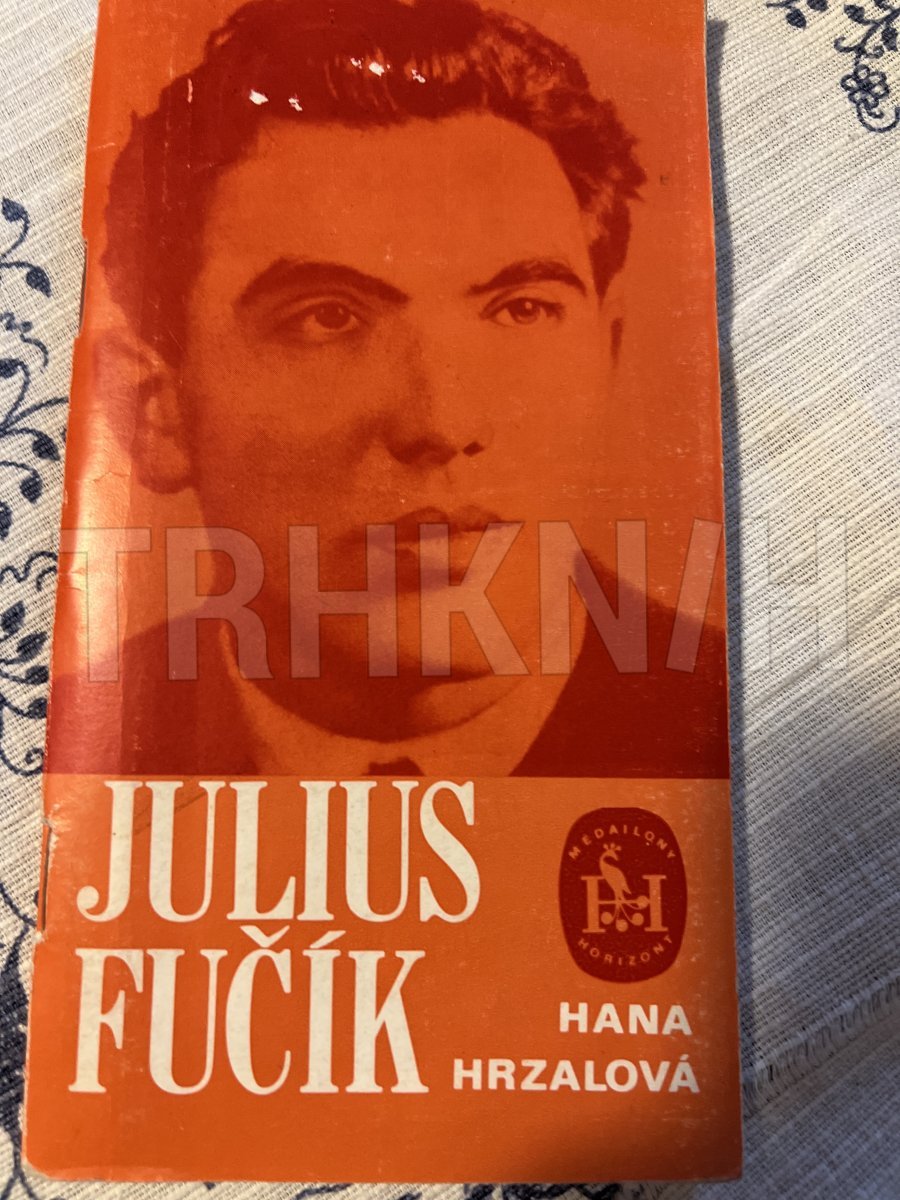 TRHKNIH
JULIUS
FUČÍK
MEDAILONY
H
HORIZONT
HANA
HRZALOVÁ